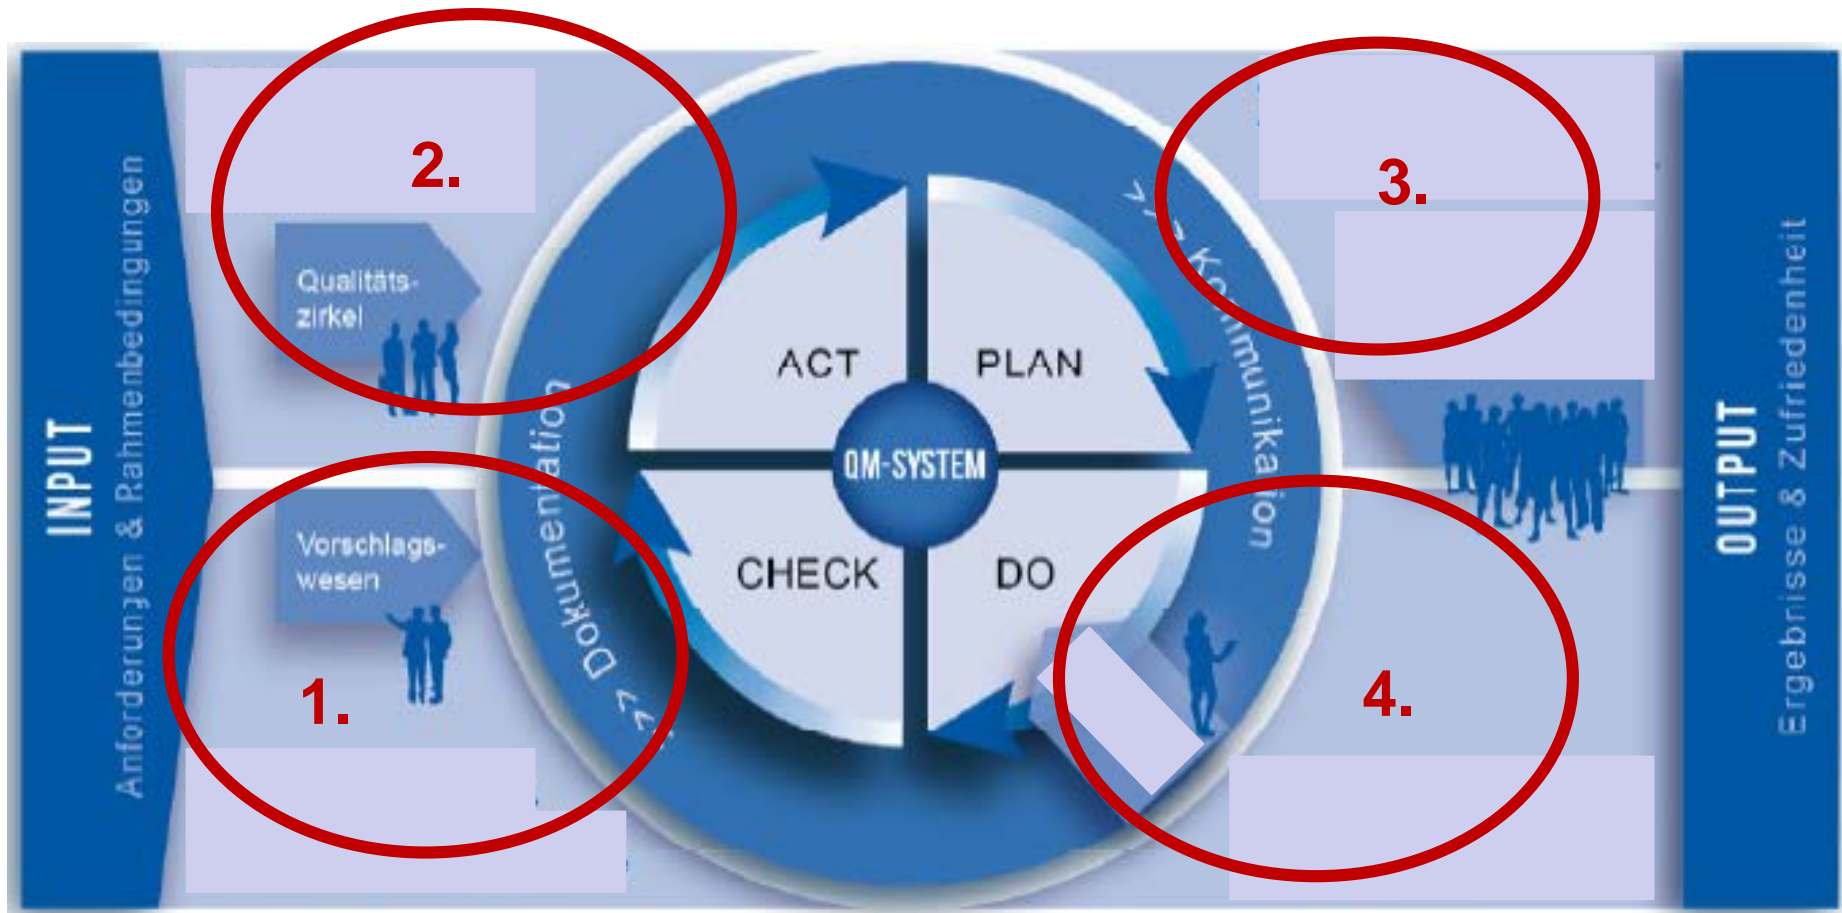 INPUT
Anforderungen & Rahmenbedingungen
2.
Qualitäts-
zirkel
Vorschlags-
wesen
1.
<< Dokumentation
>>> Kommunikation
ACT
PLAN
QM-SYSTEM
CHECK
DO
3.
4.
OUTPUT
Ergebnisse & Zufriedenheit